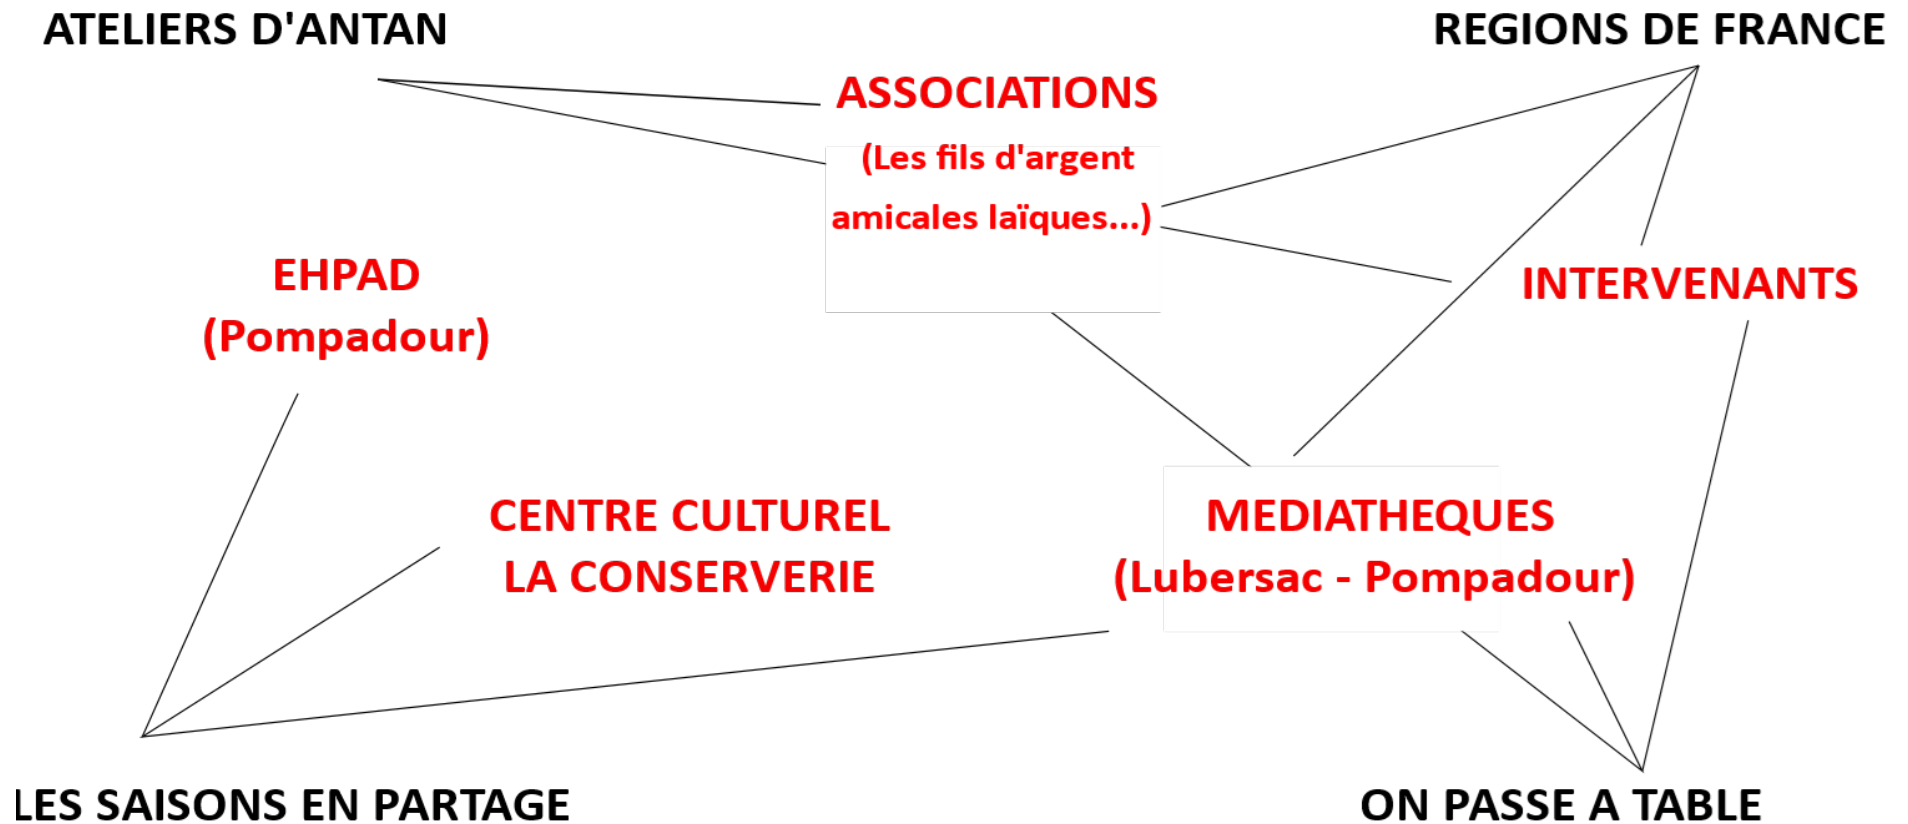 ATELIERS D'ANTAN
REGIONS DE FRANCE
ASSOCIATIONS
(Les fils d'argent
amicales laïques...)
EHPAD
(Pompadour)
INTERVENANTS
CENTRE CULTUREL
LA CONSERVERIE
MEDIATHEQUES
(Lubersac - Pompadour)
LES SAISONS EN PARTAGE
ON PASSE A TABLE